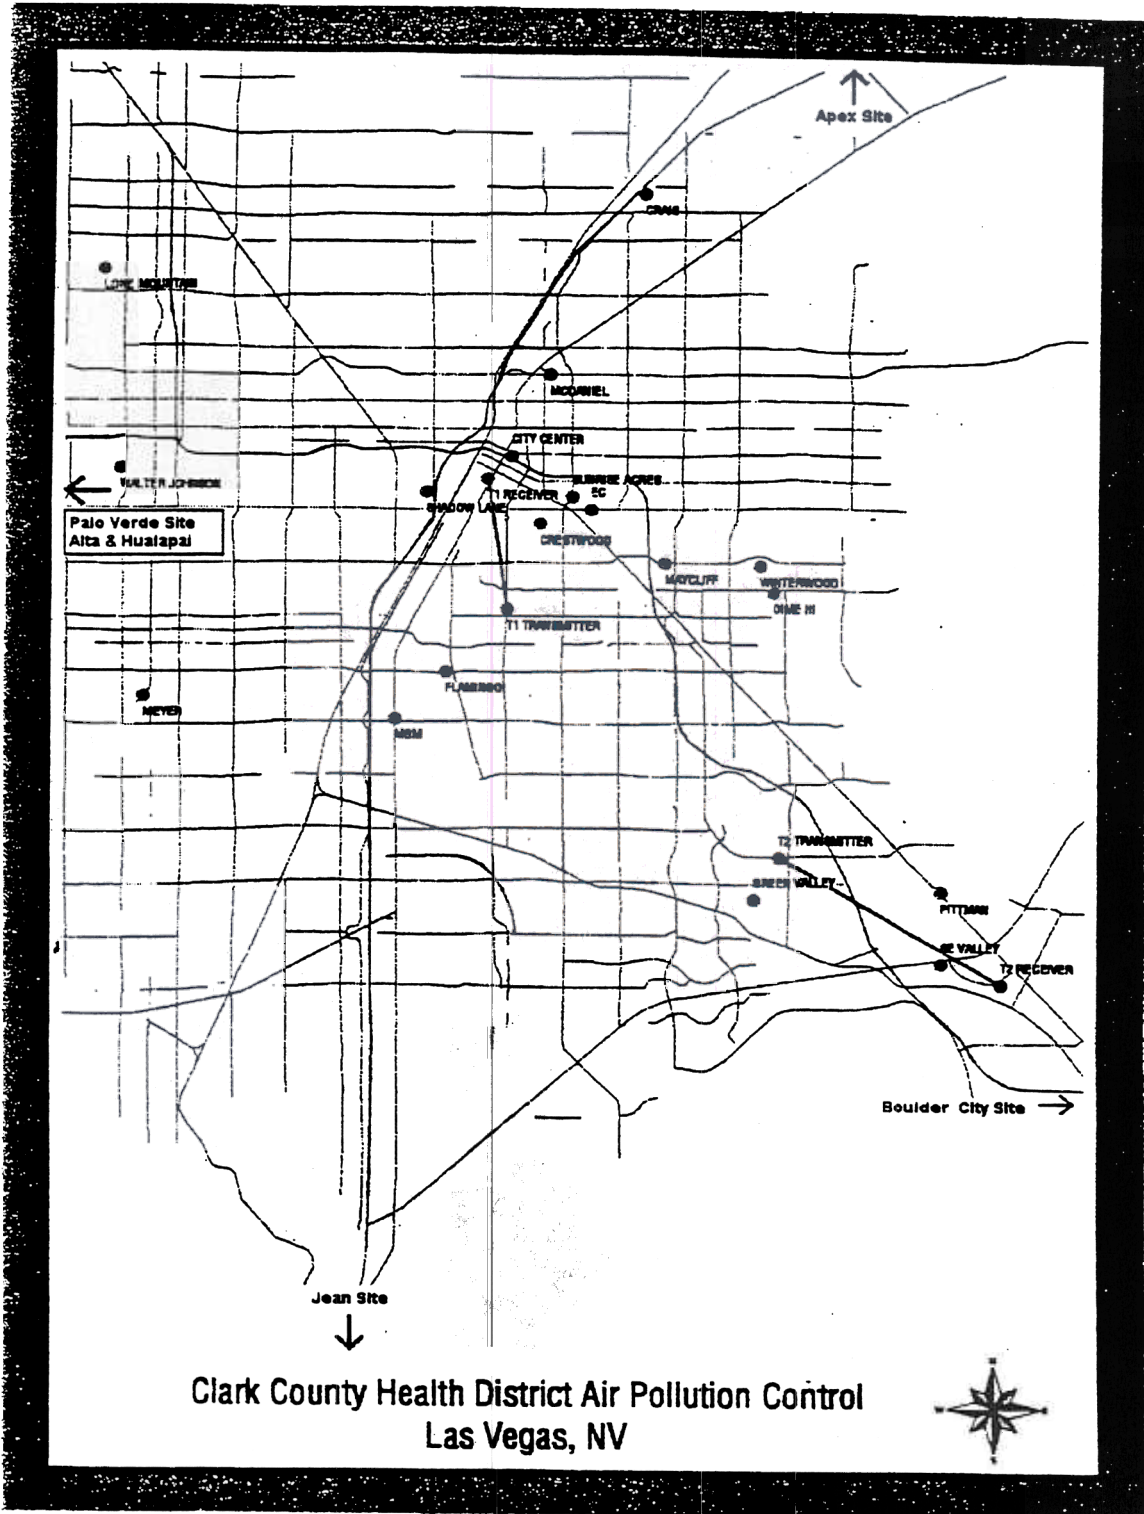 Apex Site
CRAIG
LONE MOUNTAIN
MCDANIEL
CITY CENTER
WALTER JOHNSON
SUNRISE ACRES
T1 RECEIVER
EC
SHADOW LANE
Palo Verde Site
Alta & Hualapai
CRESTWOOD
MAYCLIFF
WINTERWOOD
T1 TRANSMITTER
FLAMINGO
MEYER
T2 TRANSMITTER
GREEN VALLEY
PITTMAN
SE VALLEY
T2 RECEIVER
Boulder City Site
Jean Site
Clark County Health District Air Pollution Control
Las Vegas, NV